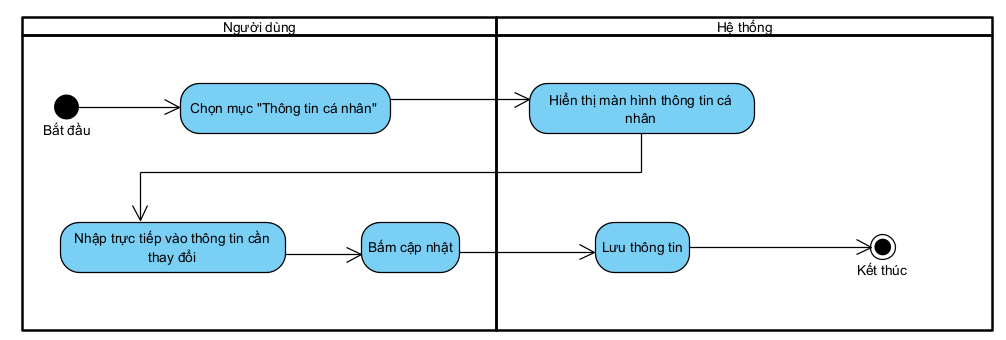 Người dùng
Hệ thống
Bắt đầu
Chọn mục "Thông tin cá nhân"
Hiển thị màn hình thông tin cá
nhân
Nhập trực tiếp vào thông tin cần
thay đổi
Bấm cập nhật
Lưu thông tin
Kết thúc